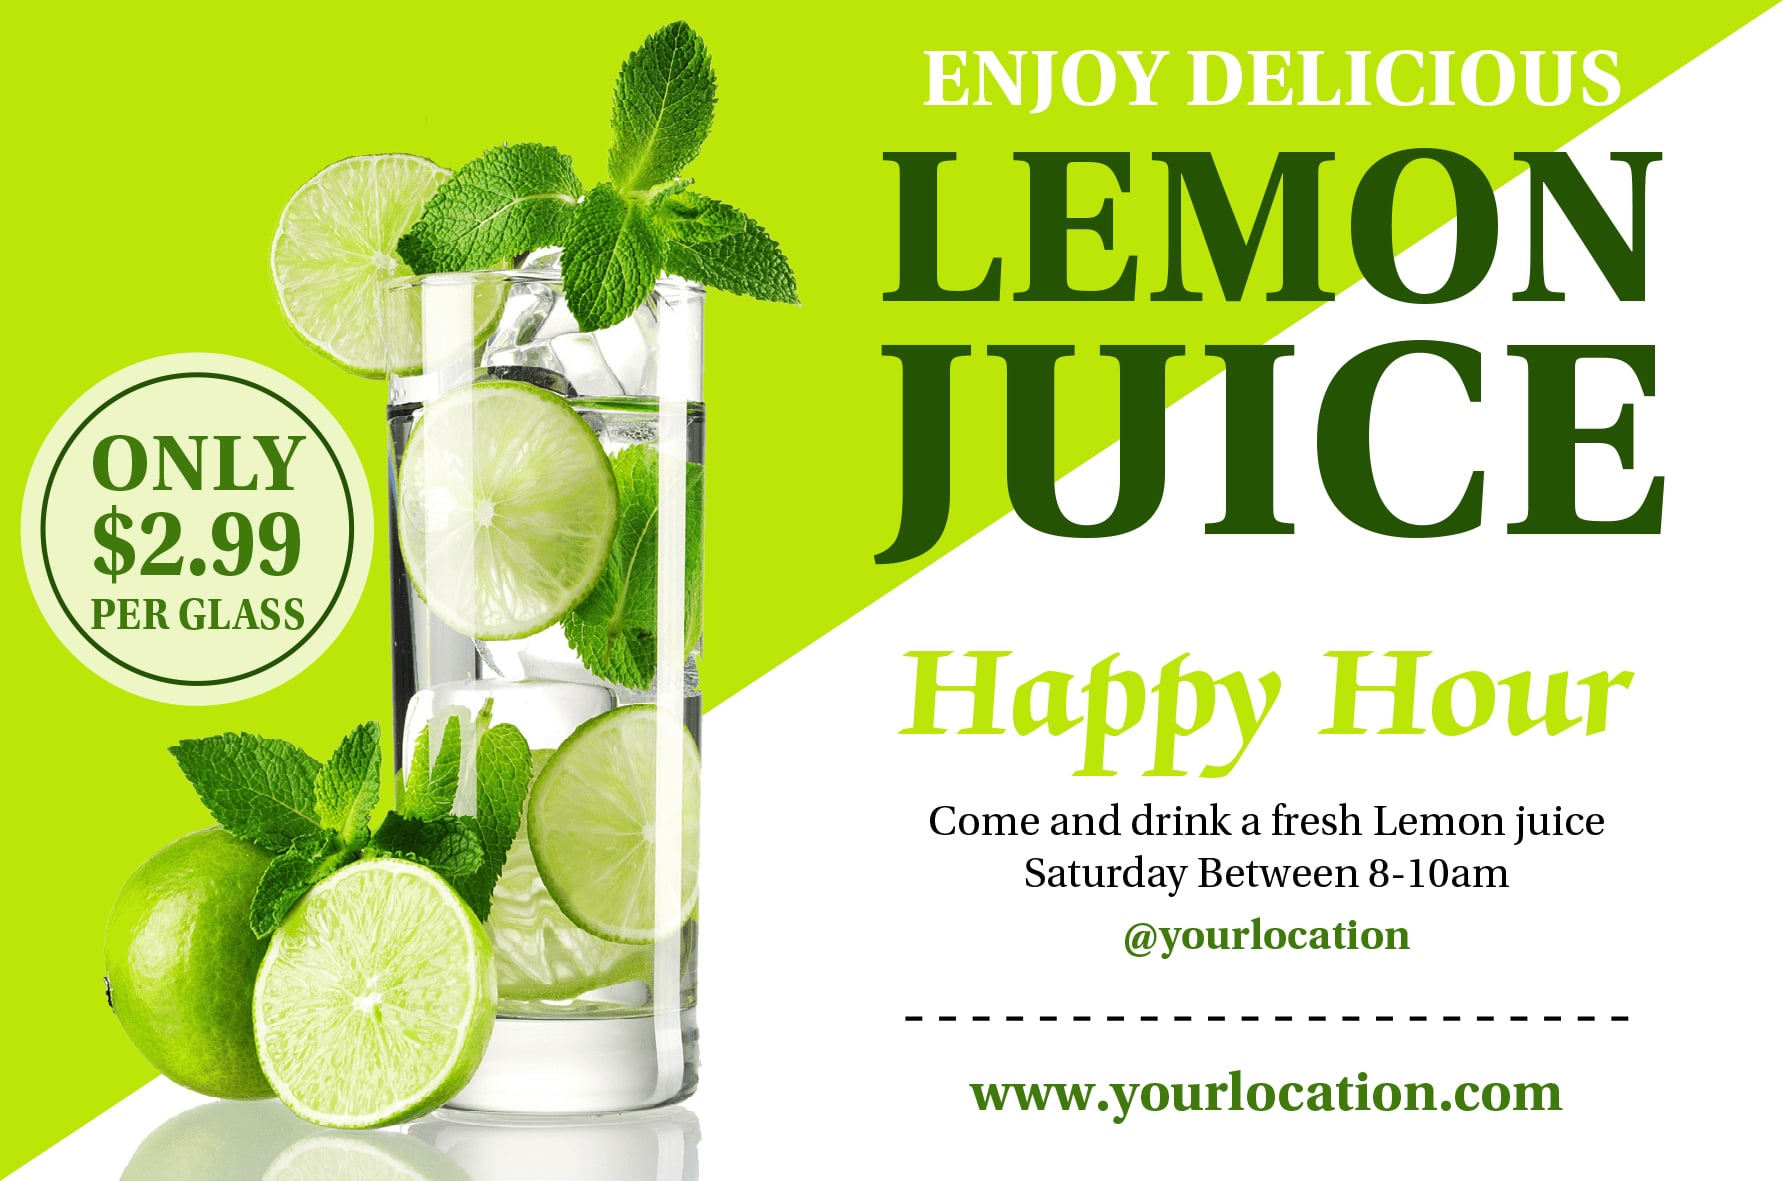 ENJOY DELICIOUS
LEMON
JUICE
ONLY
$2.99
PER GLASS
Happy Hour
Come and drink a fresh Lemon juice
Saturday Between 8-10am
@yourlocation
www.yourlocation.com